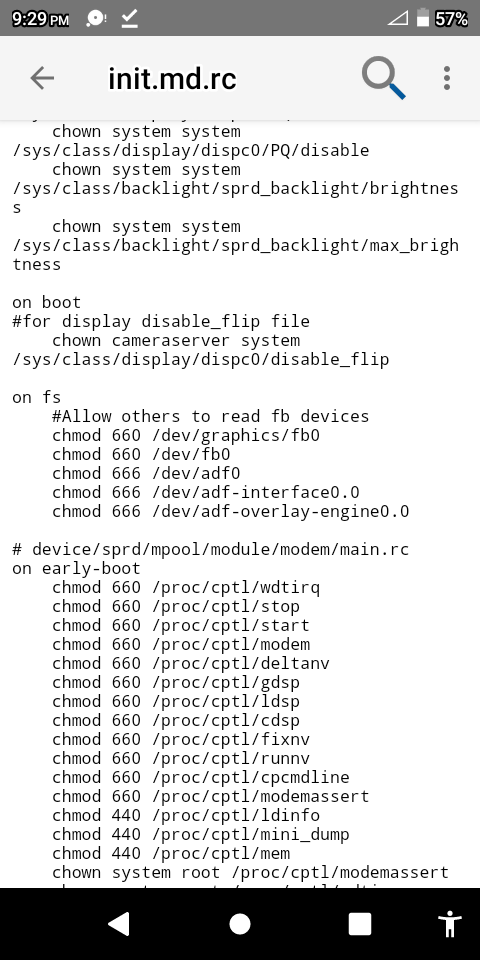 9:29 PM
57%
init.md.rc
chown system system
/sys/class/display/dispc0/PQ/disable
chown system system
/sys/class/backlight/sprd_backlight/brightnes
s
chown system system
/sys/class/backlight/sprd_backlight/max_brigh
tness
on boot
#for display disable_flip file
chown cameraserver system
/sys/class/display/dispc0/disable_flip
on fs
#Allow others to read fb devices
chmod 660 /dev/graphics/fb0
chmod 660 /dev/fb0
chmod 666 /dev/adf0
chmod 666 /dev/adf-interface0.0
chmod 666 /dev/adf-overlay-engine0.0
# device/sprd/mpool/module/modem/main.rc
on early-boot
chmod 660 /proc/cptl/wdtirq
chmod 660 /proc/cptl/stop
chmod 660 /proc/cptl/start
chmod 660 /proc/cptl/modem
chmod 660 /proc/cptl/deltanv
chmod 660 /proc/cptl/gdsp
chmod 660 /proc/cptl/ldsp
chmod 660 /proc/cptl/cdsp
chmod 660 /proc/cptl/fixnv
chmod 660 /proc/cptl/runnv
chmod 660 /proc/cptl/cpcmdline
chmod 660 /proc/cptl/modemassert
chmod 440 /proc/cptl/ldinfo
chmod 440 /proc/cptl/mini_dump
chmod 440 /proc/cptl/mem
chown system root /proc/cptl/modemassert